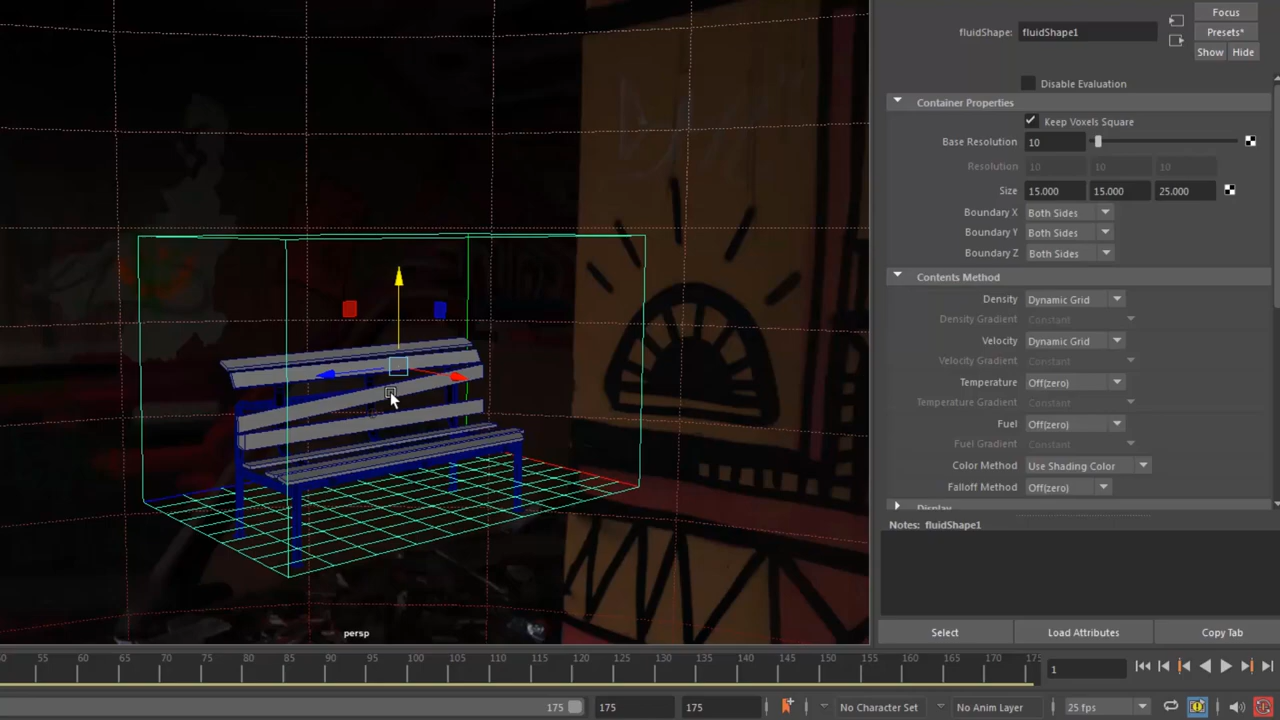 Focus
fluidShape: fluidShape1
Presets*
Show Hide
Disable Evaluation
Container Properties
Keep Voxels Square
Base Resolution 10
Resolution 10 10 10
Size 15.000 15.000 25.000
Boundary X Both Sides
Boundary Y Both Sides
Boundary Z Both Sides
Contents Method
Density Dynamic Grid
Density Gradient Constant
Velocity Dynamic Grid
Velocity Gradient Constant
Temperature Off(zero)
Temperature Gradient Constant
Fuel Off(zero)
Fuel Gradient Constant
Color Method Use Shading Color
Falloff Method Off(zero)
Display
Notes: fluidShape1
Select Load Attributes Copy Tab
persp
55 60 65 70 75 80 85 90 95 100 105 110 115 120 125 130 135 140 145 150 155 160 165 170 175
1
175 175 175 No Character Set No Anim Layer 25 fps